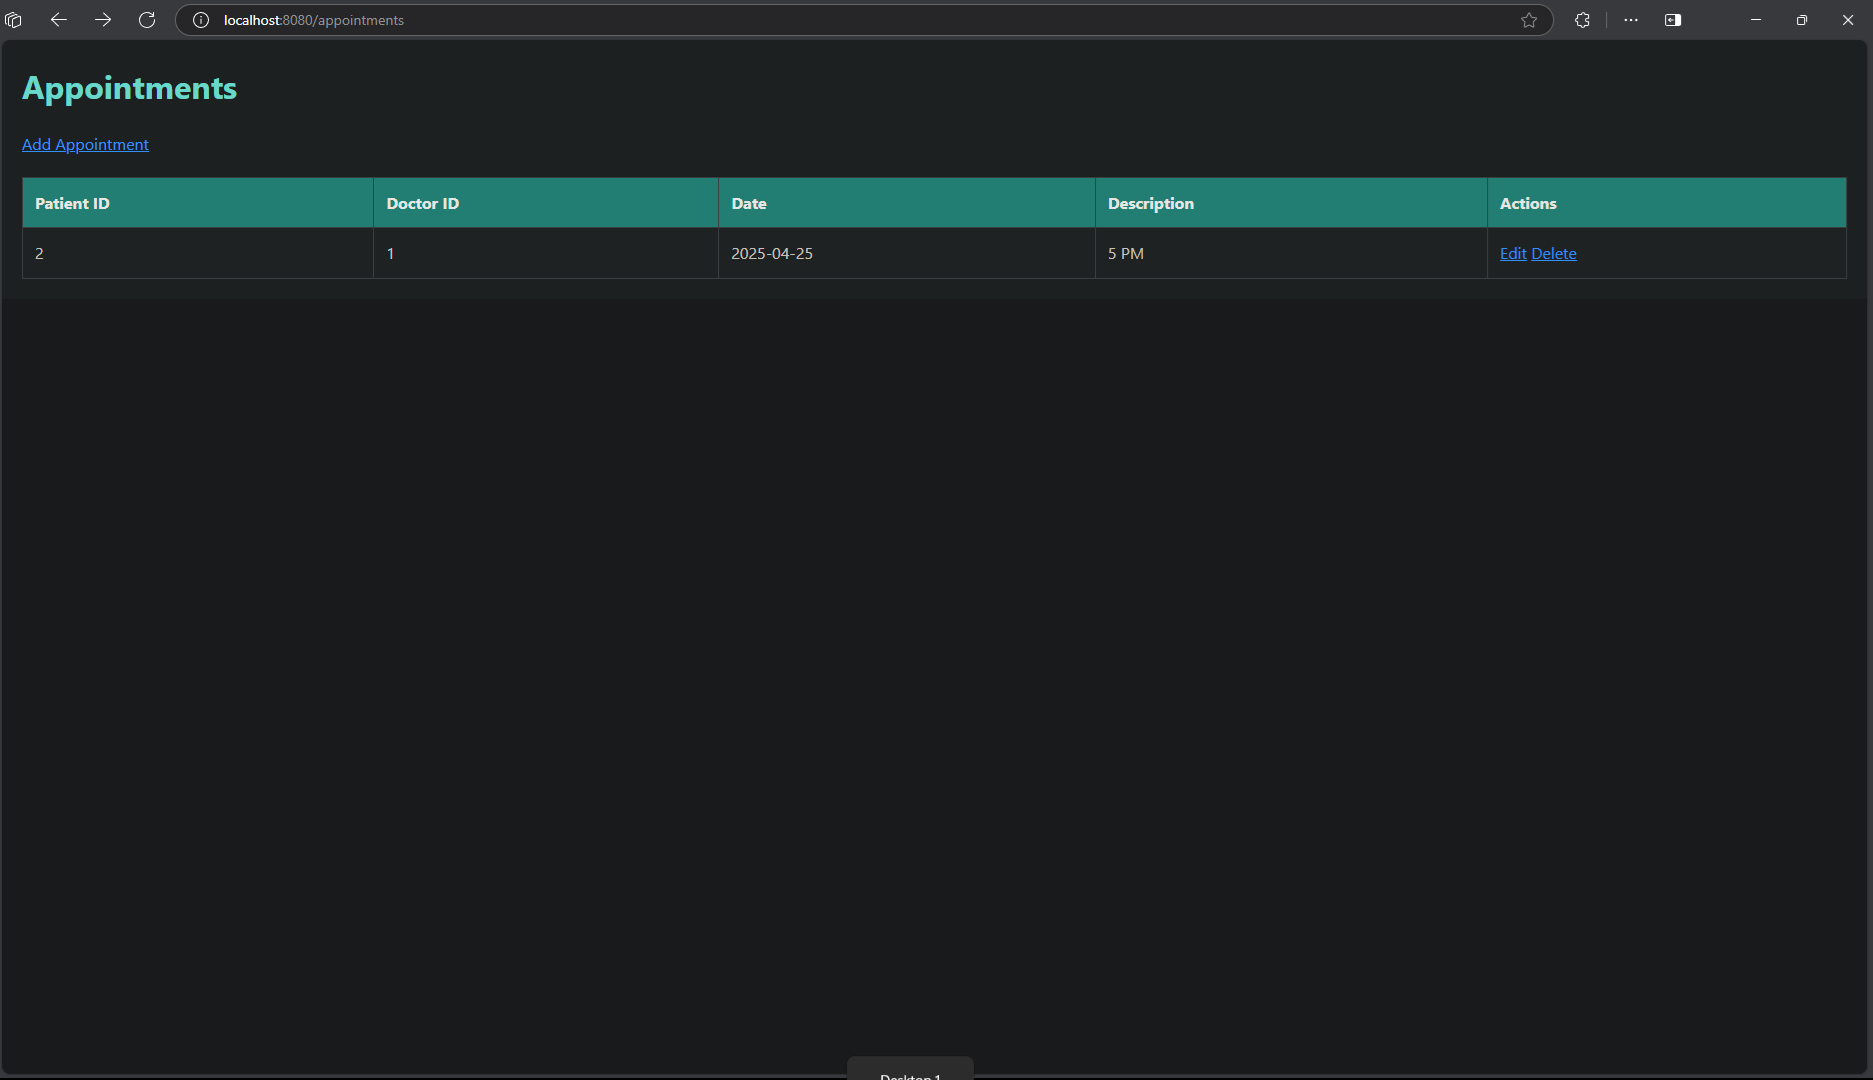 localhost:8080/appointments
Appointments
Add Appointment
Patient ID Doctor ID Date Description Actions
2 1 2025-04-25 5 PM Edit Delete
Desktop 1